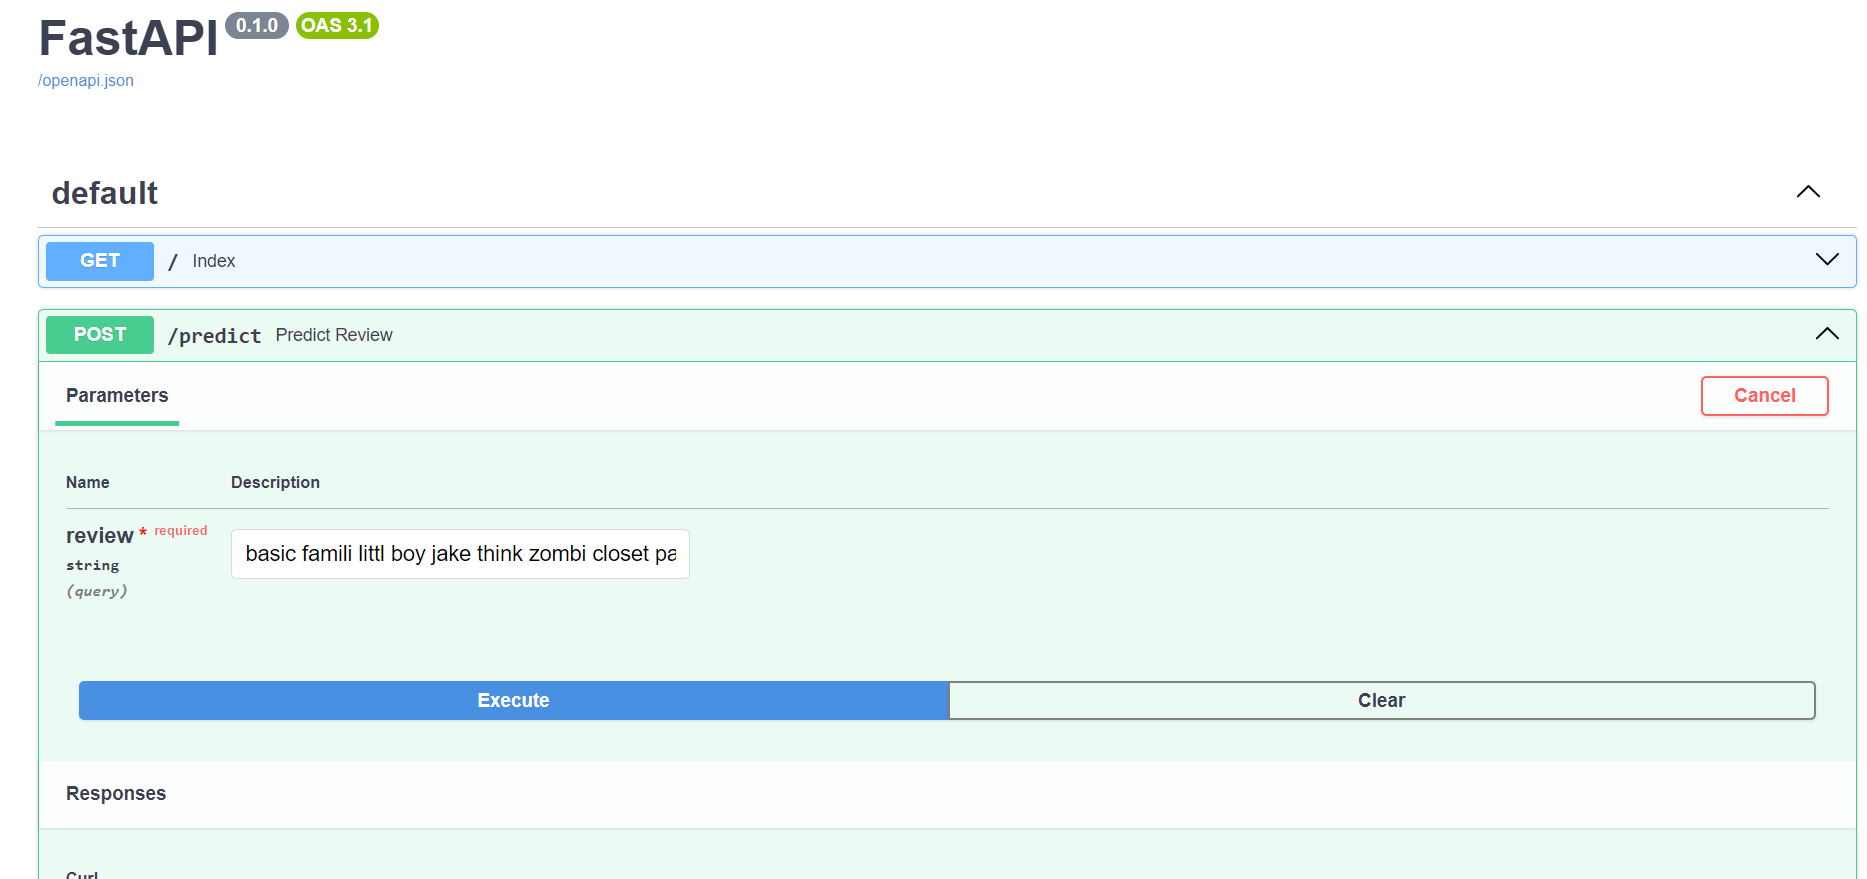 FastAPI 0.1.0 OAS 3.1
/openapi.json
default
GET / Index
POST /predict Predict Review
Parameters Cancel
Name Description
review * required
string
(query)
basic famili littl boy jake think zombi closet pa
Execute Clear
Responses
Curl